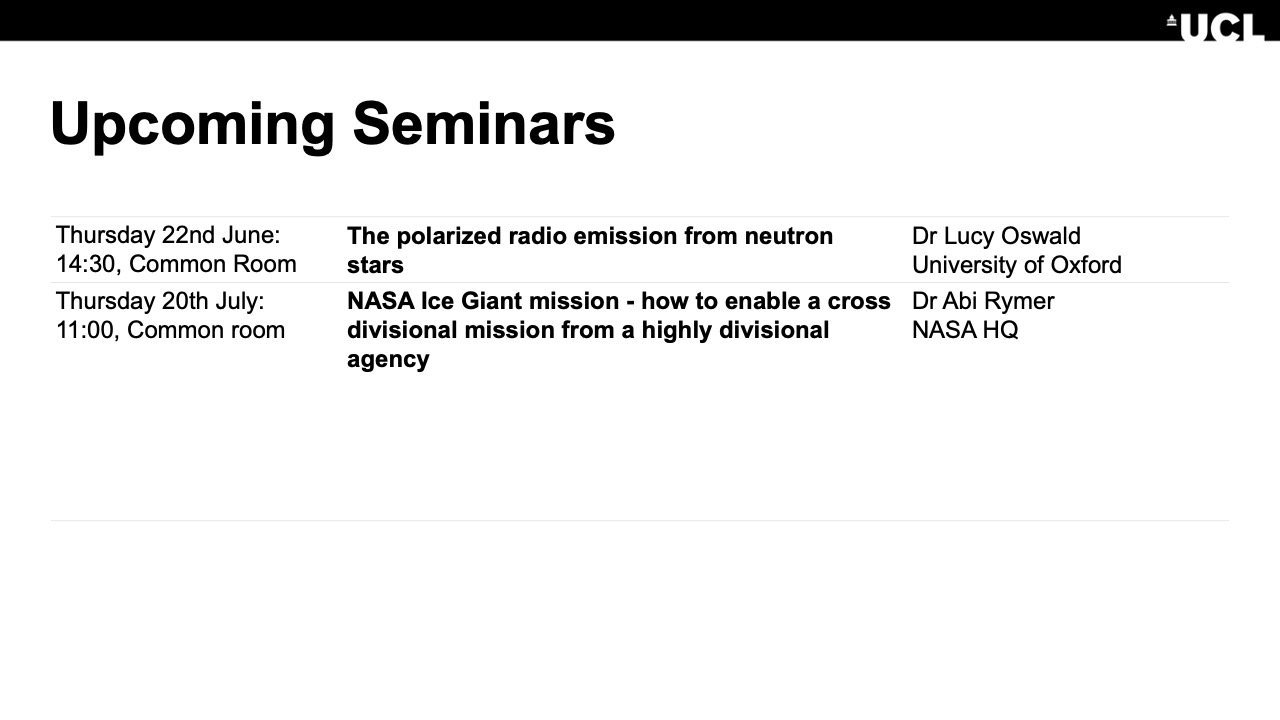 UCL
Upcoming Seminars
Thursday 22nd June:
14:30, Common Room
The polarized radio emission from neutron
stars
Dr Lucy Oswald
University of Oxford
Thursday 20th July:
11:00, Common room
NASA Ice Giant mission - how to enable a cross
divisional mission from a highly divisional
agency
Dr Abi Rymer
NASA HQ